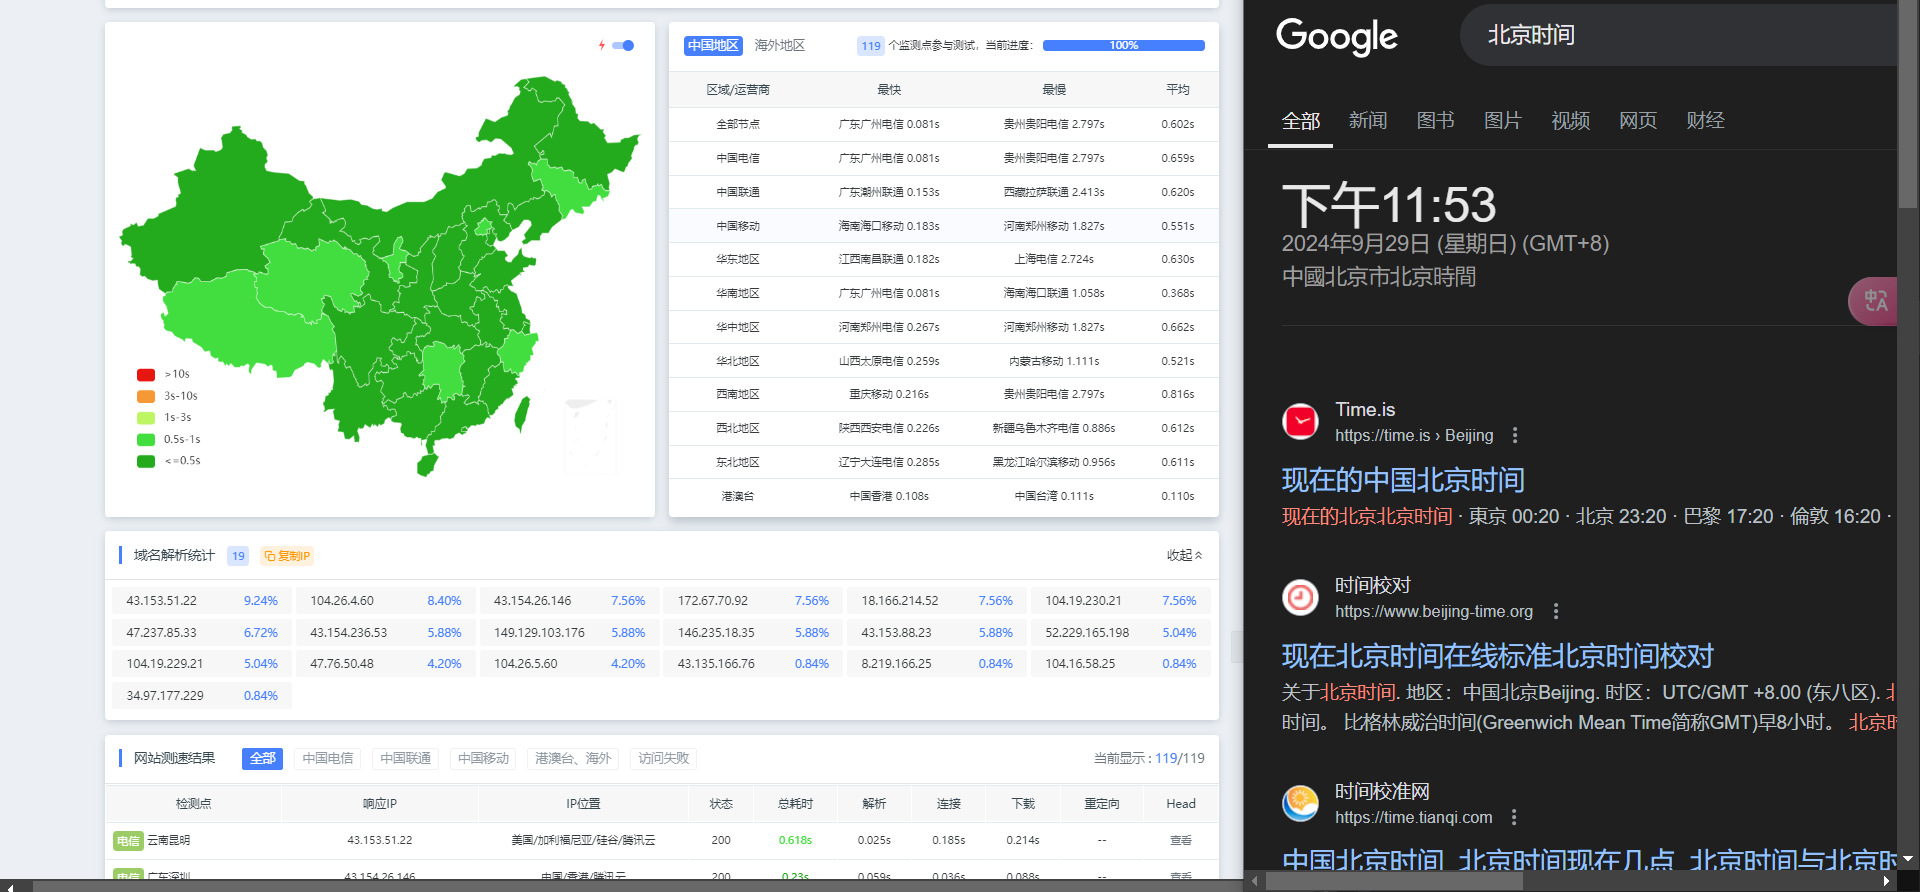 >10s
3s-10s
1s-3s
0.5s-1s
<=0.5s
中国地区 海外地区 119 个监测点参与测试，当前进度： 100%
区域/运营商 最快 最慢 平均
全部节点 广东广州电信 0.081s 贵州贵阳电信 2.797s 0.602s
中国电信 广东广州电信 0.081s 贵州贵阳电信 2.797s 0.659s
中国联通 广东潮州联通 0.153s 西藏拉萨联通 2.413s 0.620s
中国移动 海南海口移动 0.183s 河南郑州移动 1.827s 0.551s
华东地区 江西南昌联通 0.182s 上海电信 2.724s 0.630s
华南地区 广东广州电信 0.081s 海南海口联通 1.058s 0.368s
华中地区 河南郑州电信 0.267s 河南郑州移动 1.827s 0.662s
华北地区 山西太原电信 0.259s 内蒙古移动 1.111s 0.521s
西南地区 重庆移动 0.216s 贵州贵阳电信 2.797s 0.816s
西北地区 陕西西安电信 0.226s 新疆乌鲁木齐电信 0.886s 0.612s
东北地区 辽宁大连电信 0.285s 黑龙江哈尔滨移动 0.956s 0.611s
港澳台 中国香港 0.108s 中国台湾 0.111s 0.110s
域名解析统计 19 复制IP 收起
43.153.51.22 9.24% 104.26.4.60 8.40% 43.154.26.146 7.56% 172.67.70.92 7.56% 18.166.214.52 7.56% 104.19.230.21 7.56%
47.237.85.33 6.72% 43.154.236.53 5.88% 149.129.103.176 5.88% 146.235.18.35 5.88% 43.153.88.23 5.88% 52.229.165.198 5.04%
104.19.229.21 5.04% 47.76.50.48 4.20% 104.26.5.60 4.20% 43.135.166.76 0.84% 8.219.166.25 0.84% 104.16.58.25 0.84%
34.97.177.229 0.84%
网站测速结果 全部 中国电信 中国联通 中国移动 港澳台、海外 访问失败 当前显示 : 119/119
检测点 响应IP IP位置 状态 总耗时 解析 连接 下载 重定向 Head
电信 云南昆明 43.153.51.22 美国/加利福尼亚/硅谷/腾讯云 200 0.618s 0.025s 0.185s 0.214s -- 查看
电信 广东深圳 43.154.26.146 中国/香港/腾讯云 200 0.23s 0.059s 0.036s 0.088s -- 查看
Google 北京时间
全部 新闻 图书 图片 视频 网页 财经
下午11:53
2024年9月29日 (星期日) (GMT+8)
中國北京市北京時間
Time.is
https://time.is › Beijing
现在的中国北京时间
现在的北京北京时间 · 東京 00:20 · 北京 23:20 · 巴黎 17:20 · 倫敦 16:20 ·
时间校对
https://www.beijing-time.org
现在北京时间在线标准北京时间校对
关于北京时间. 地区：中国北京Beijing. 时区：UTC/GMT +8.00 (东八区). 北
时间。 比格林威治时间(Greenwich Mean Time简称GMT)早8小时。 北京时
时间校准网
https://time.tianqi.com
中国北京时间_北京时间现在几点_北京时间与北京时